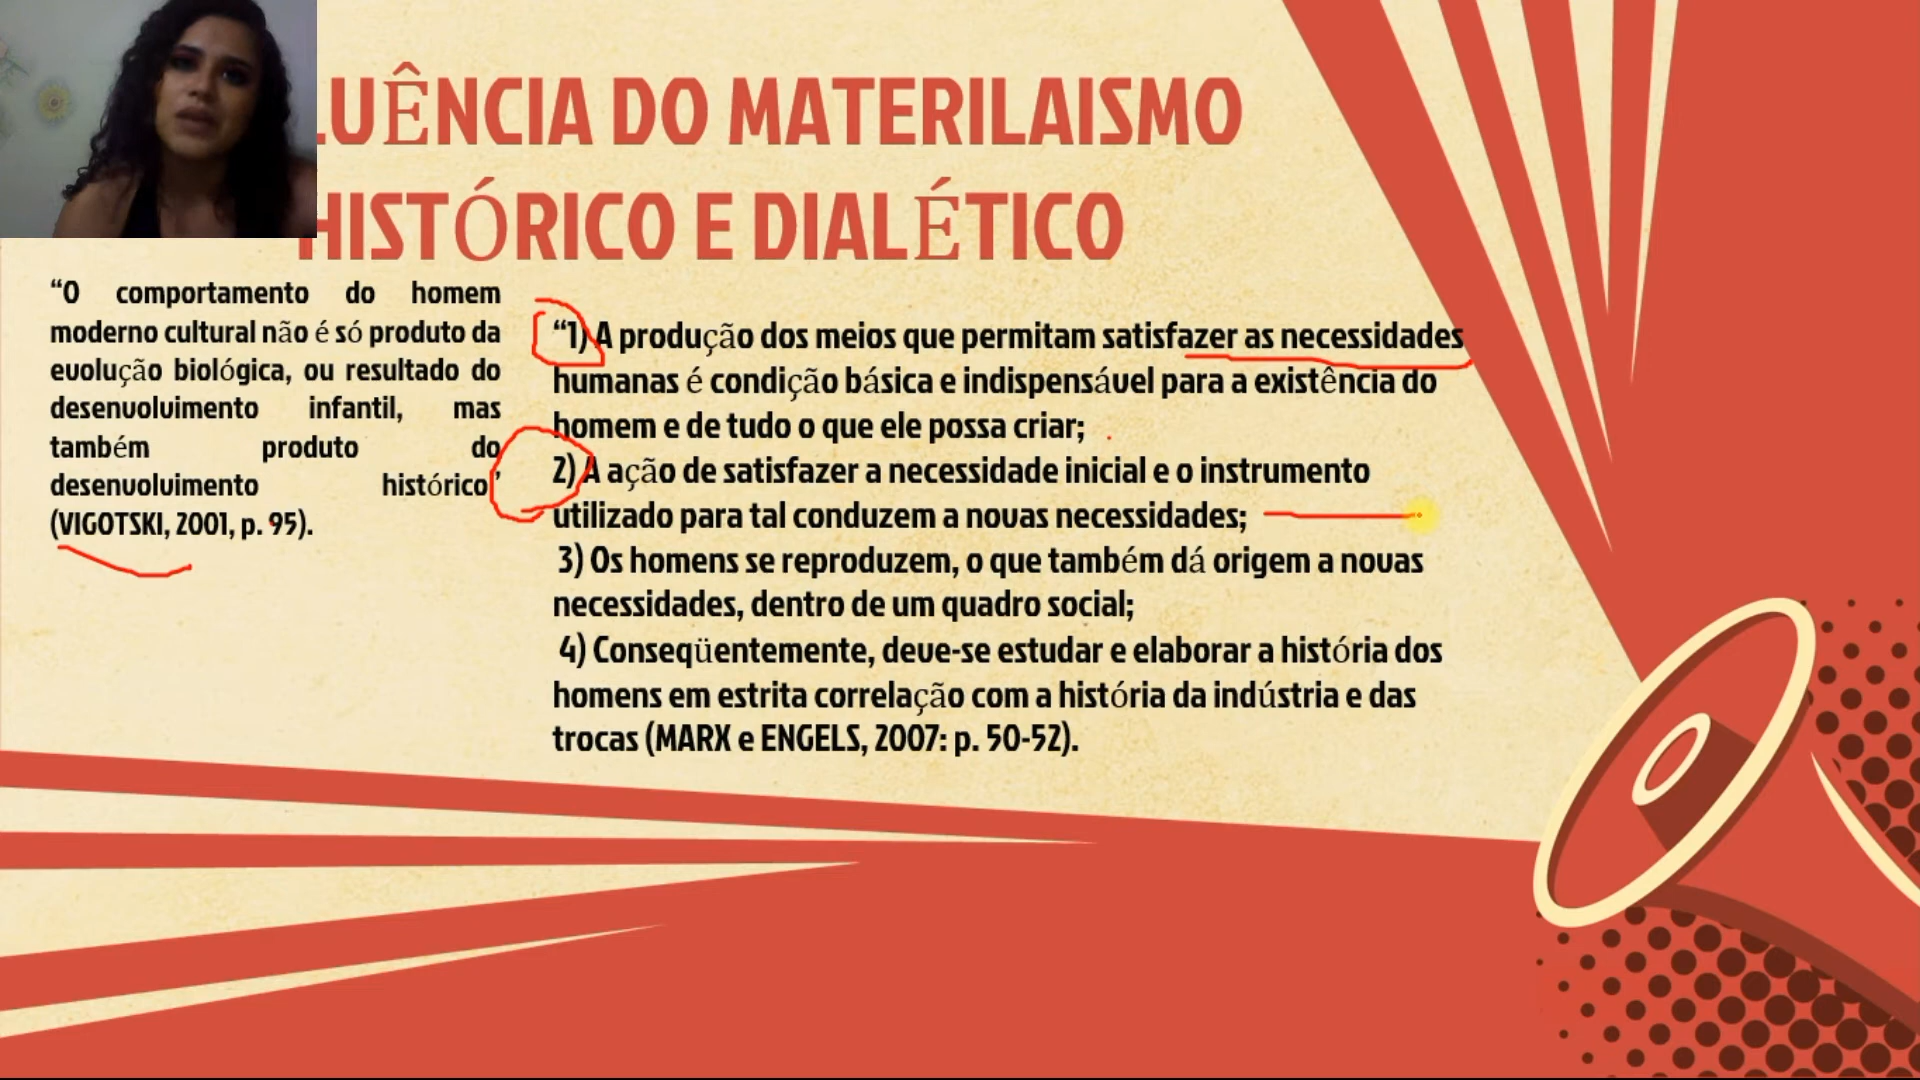 LUÊNCIA DO MATERILAISMO
HISTÓRICO E DIALÉTICO
“O comportamento do homem
moderno cultural não é só produto da
evolução biológica, ou resultado do
desenvolvimento infantil, mas
também produto do
desenvolvimento histórico”
(VIGOTSKI, 2001, p. 95).
“1) A produção dos meios que permitam satisfazer as necessidades
humanas é condição básica e indispensável para a existência do
homem e de tudo o que ele possa criar;
2) A ação de satisfazer a necessidade inicial e o instrumento
utilizado para tal conduzem a novas necessidades;
3) Os homens se reproduzem, o que também dá origem a novas
necessidades, dentro de um quadro social;
4) Conseqüentemente, deve-se estudar e elaborar a história dos
homens em estrita correlação com a história da indústria e das
trocas (MARX e ENGELS, 2007: p. 50-52).